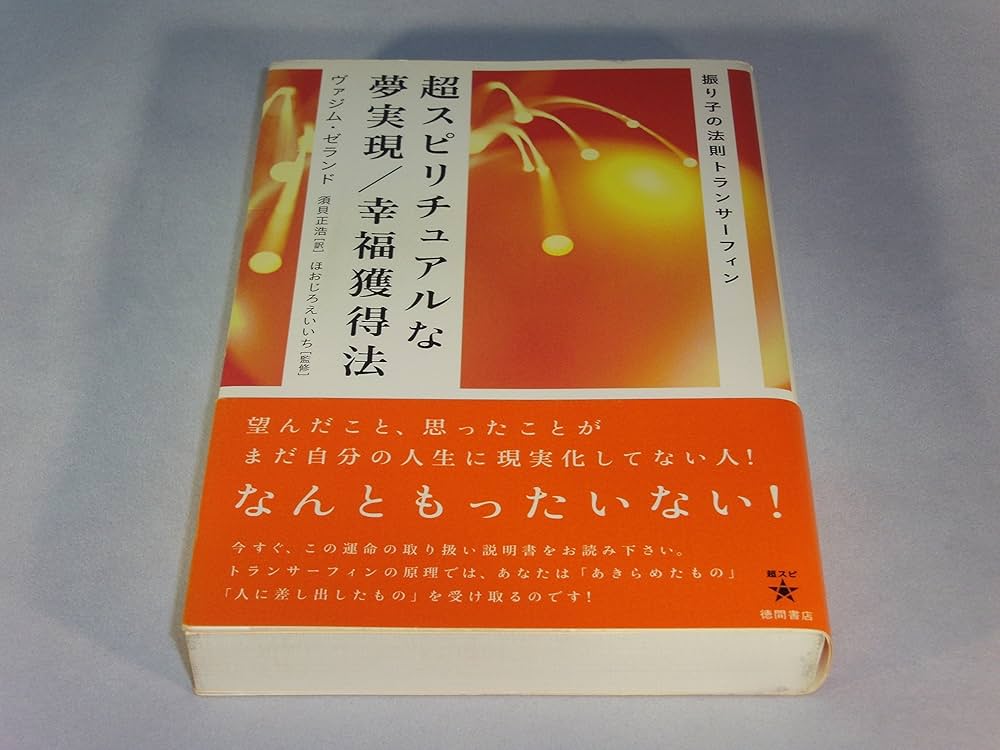 振り子の法則トランサーフィン
超スピリチュアルな
夢実現/幸福獲得法
ヴァジム・ゼランド
須貝正浩[訳] ほおじろえいいち[監修]
望んだこと、思ったことが
まだ自分の人生に現実化してない人!
なんともったいない!
今すぐ、この運命の取り扱い説明書をお読み下さい。
トランサーフィンの原理では、あなたは「あきらめたもの」
「人に差し出したもの」を受け取るのです!
超スピ
徳間書店